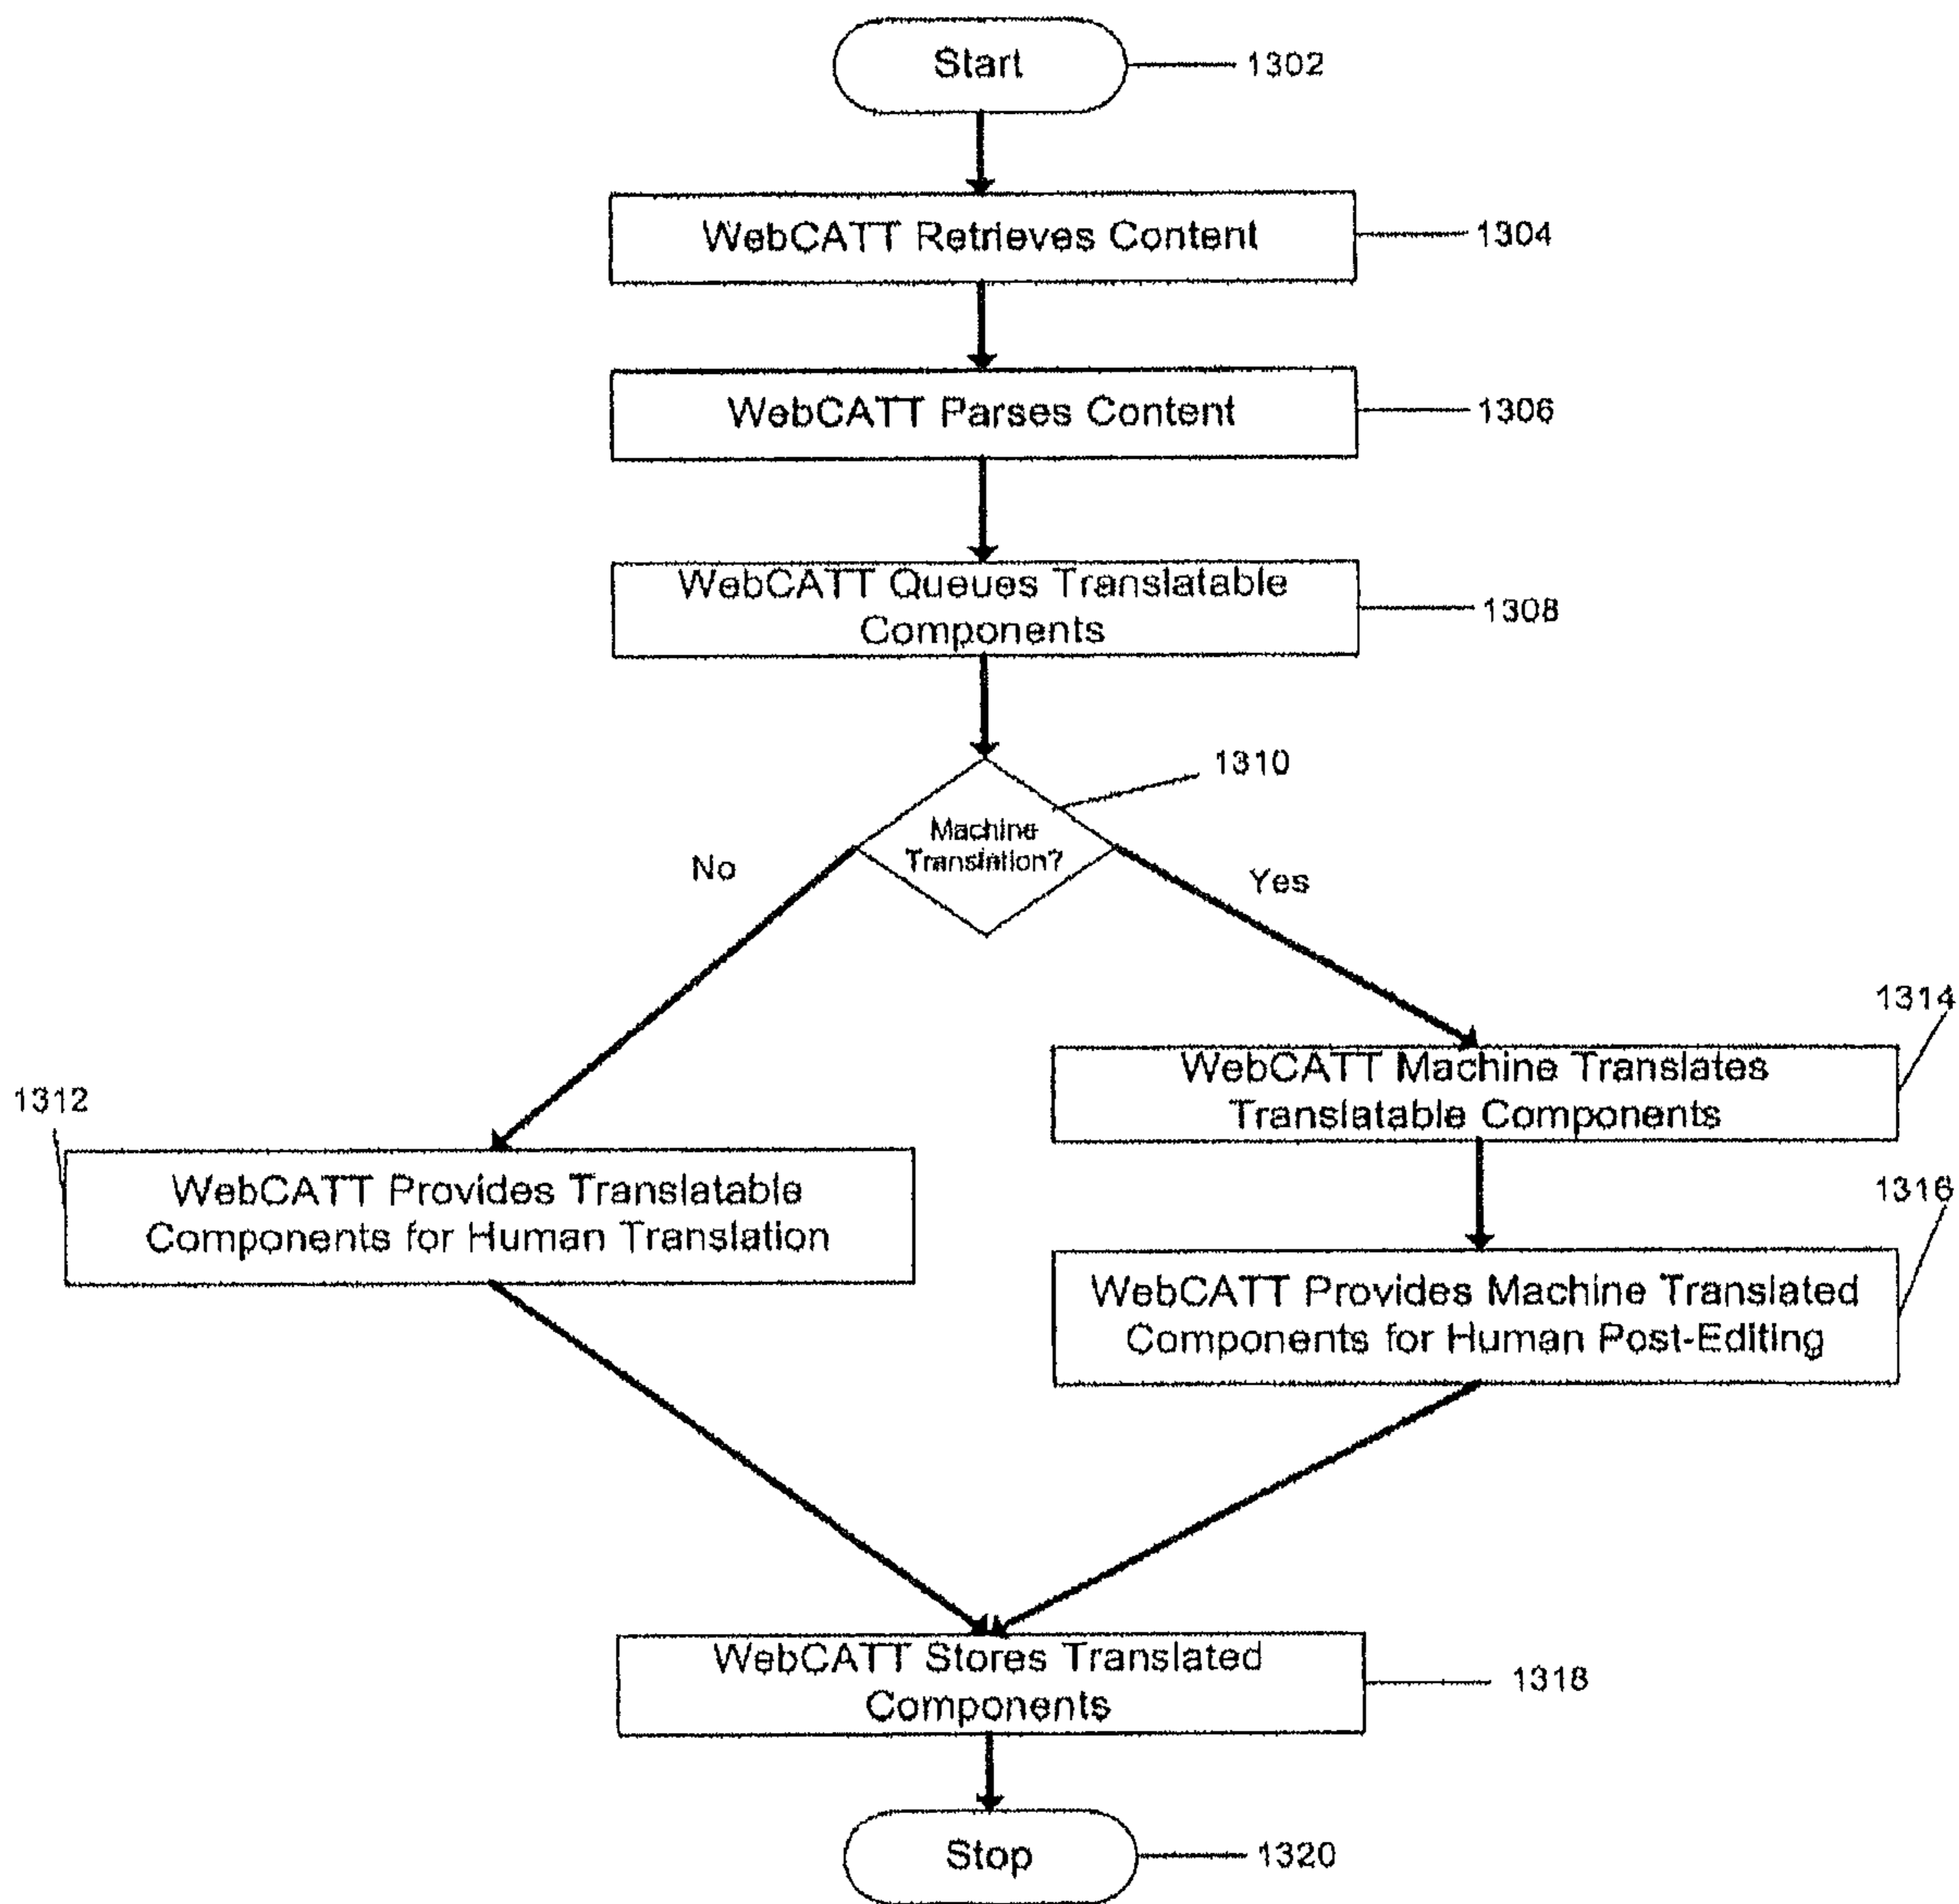 Start
1302
WebCATT Retrieves Content
1304
WebCATT Parses Content
1306
WebCATT Queues Translatable
Components
1308
1310
Machine
Translation?
No
Yes
1314
WebCATT Machine Translates
Translatable Components
1312
WebCATT Provides Translatable
Components for Human Translation
1316
WebCATT Provides Machine Translated
Components for Human Post-Editing
WebCATT Stores Translated
Components
1318
Stop
1320